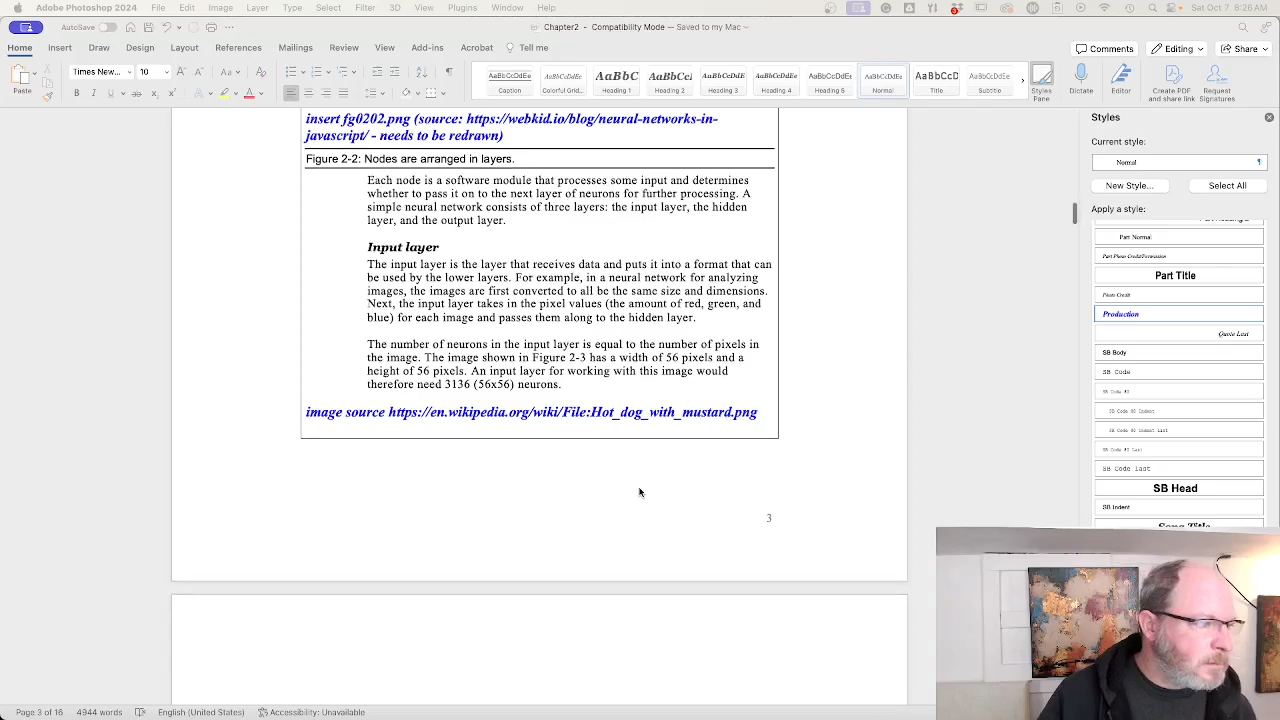 Adobe Photoshop 2024 File Edit Image Layer Type Select Filter 3D View Plugins Window Help Sat Oct 7 8:26 AM
AutoSave Chapter2 - Compatibility Mode — Saved to my Mac
Home Insert Draw Design Layout References Mailings Review View Add-ins Acrobat Tell me Comments Editing Share
Paste Times New... 10 AaBbCcDdEe AaBbCcDdEe AaBbC AaBbCc AaBbCcDdE AaBbCcDdE AaBbCcDdEe AaBbCcDdEe AaBbCcD AaBbCcDdEe
B I U ab Caption Colorful Grid... Heading 1 Heading 2 Heading 3 Heading 4 Heading 5 Normal Title Subtitle Styles Pane Dictate Editor Create PDF and share link Request Signatures
insert fg0202.png (source: https://webkid.io/blog/neural-networks-in-
javascript/ - needs to be redrawn)
Figure 2-2: Nodes are arranged in layers.
Each node is a software module that processes some input and determines
whether to pass it on to the next layer of neurons for further processing. A
simple neural network consists of three layers: the input layer, the hidden
layer, and the output layer.
Input layer
The input layer is the layer that receives data and puts it into a format that can
be used by the lower layers. For example, in a neural network for analyzing
images, the images are first converted to all be the same size and dimensions.
Next, the input layer takes in the pixel values (the amount of red, green, and
blue) for each image and passes them along to the hidden layer.
The number of neurons in the input layer is equal to the number of pixels in
the image. The image shown in Figure 2-3 has a width of 56 pixels and a
height of 56 pixels. An input layer for working with this image would
therefore need 3136 (56x56) neurons.
image source https://en.wikipedia.org/wiki/File:Hot_dog_with_mustard.png
3
Styles
Current style:
Normal
New Style... Select All
Apply a style:
Part Normal
Part Photo Credit/Permission
Part Title
Photo Credit
Production
Quote Last
SB Body
SB Code
SB Code 80 Indent
SB Code 80 Indent List
SB Code last
SB Head
SB Indent
Song Title
Page 3 of 16 4944 words English (United States) Accessibility: Unavailable